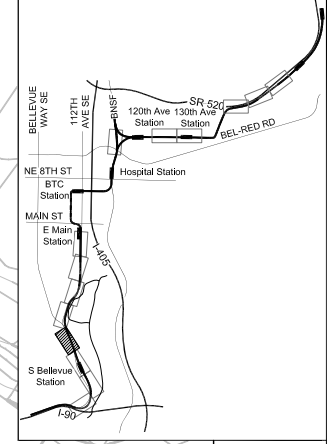 SR 520
120th Ave
Station
130th Ave
Station
BELLEVUE
WAY SE
112TH
AVE SE
BNSF
BEL-RED RD
NE 8TH ST
Hospital Station
BTC
Station
MAIN ST
E Main
Station
I-405
S Bellevue
Station
I-90